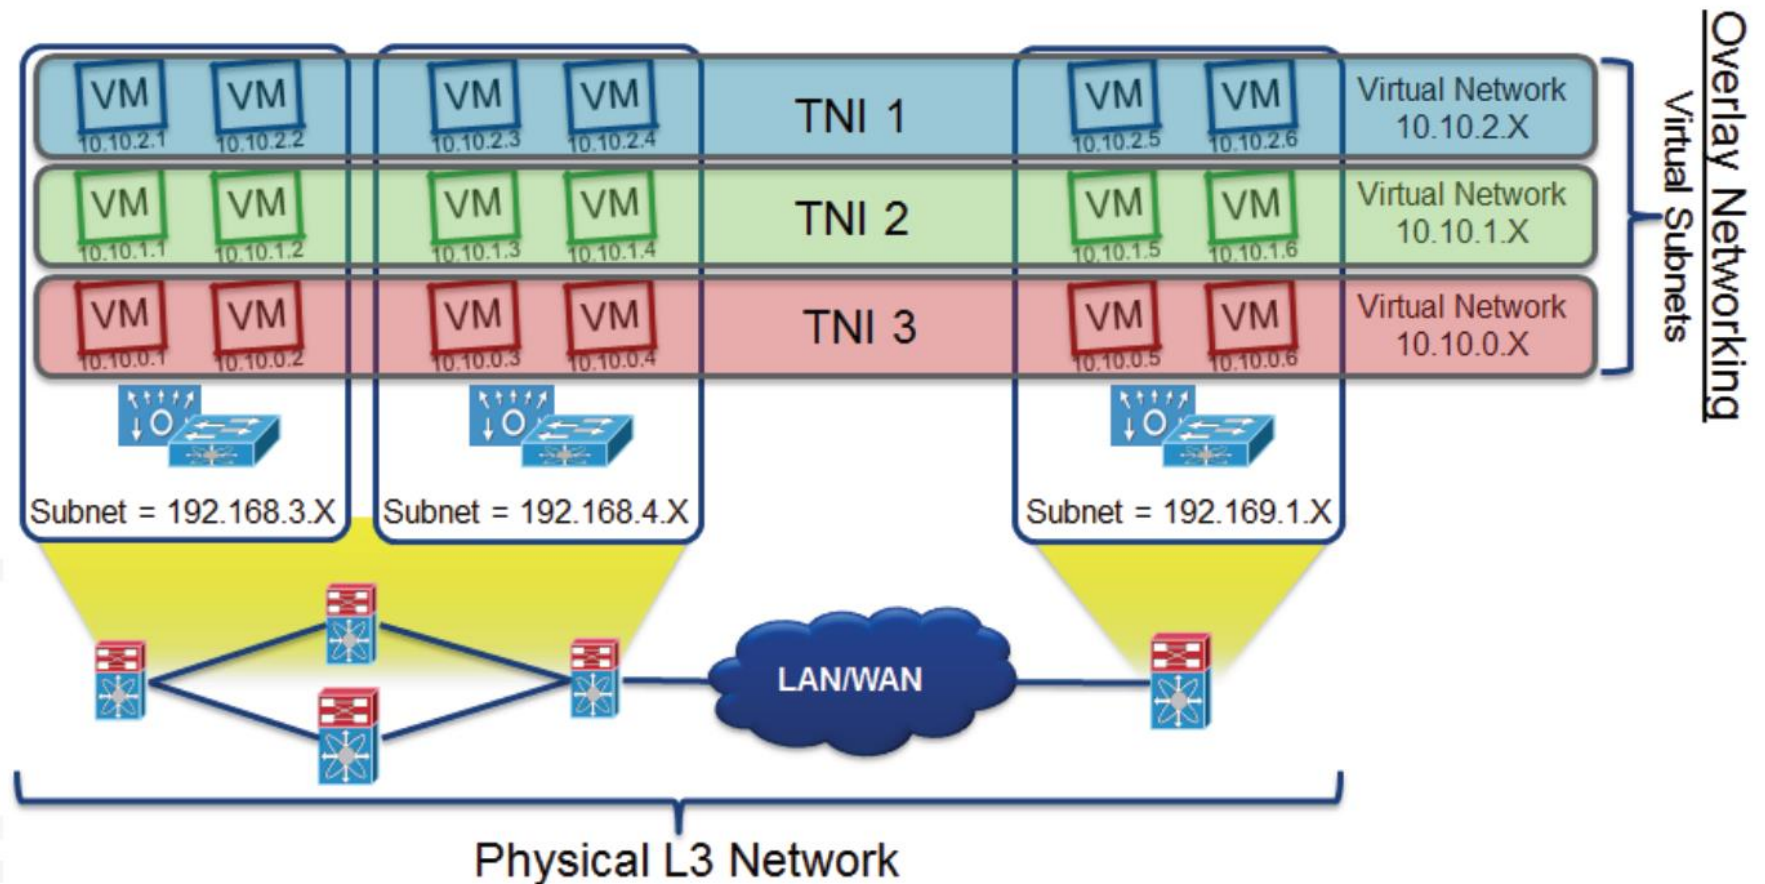 VM VM VM VM TNI 1 VM VM Virtual Network
10.10.2.1 10.10.2.2 10.10.2.3 10.10.2.4 10.10.2.5 10.10.2.6 10.10.2.X
VM VM VM VM TNI 2 VM VM Virtual Network
10.10.1.1 10.10.1.2 10.10.1.3 10.10.1.4 10.10.1.5 10.10.1.6 10.10.1.X
VM VM VM VM TNI 3 VM VM Virtual Network
10.10.0.1 10.10.0.2 10.10.0.3 10.10.0.4 10.10.0.5 10.10.0.6 10.10.0.X
Overlay Networking
Virtual Subnets
Subnet = 192.168.3.X Subnet = 192.168.4.X Subnet = 192.169.1.X
LAN/WAN
Physical L3 Network